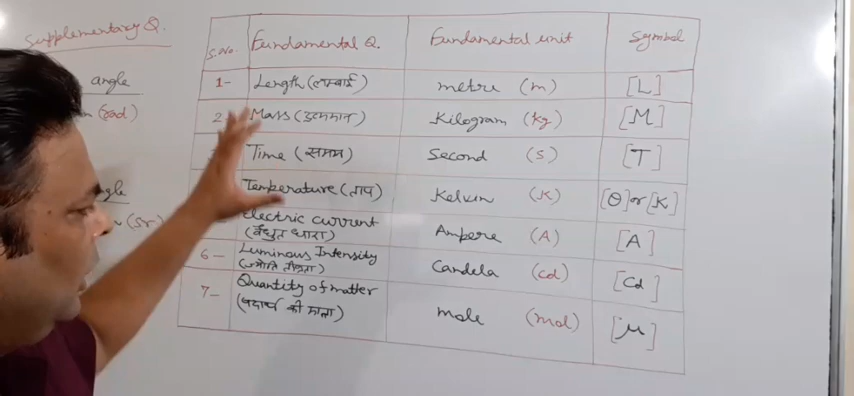 Supplementary Q.
angle
(rad)
(sr)
S.No. Fundamental Q. Fundamental unit Symbol
1- Length (लम्बाई) metre (m) [L]
2 Mass (द्रव्यमान) Kilogram (kg) [M]
Time (समय) Second (s) [T]
Temperature (ताप) Kelvin (K) [θ] or [K]
electric current
(वैधुत धारा) Ampere (A) [A]
6- Luminous Intensity
(ज्योति तीव्रता) Candela (cd) [Cd]
7- Quantity of matter
(पदार्थ की मात्रा) mole (mol) [μ]